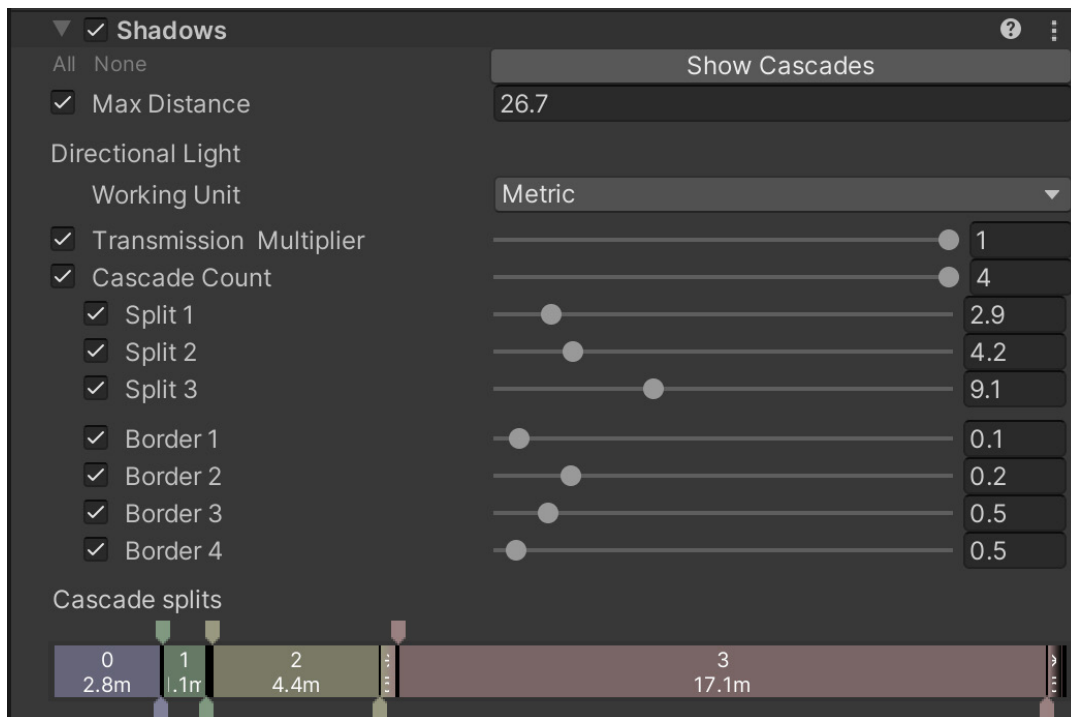 Shadows
All None Show Cascades
Max Distance 26.7
Directional Light
Working Unit Metric
Transmission Multiplier 1
Cascade Count 4
Split 1 2.9
Split 2 4.2
Split 3 9.1
Border 1 0.1
Border 2 0.2
Border 3 0.5
Border 4 0.5
Cascade splits
0 1 2 3
2.8m 4.4m 17.1m